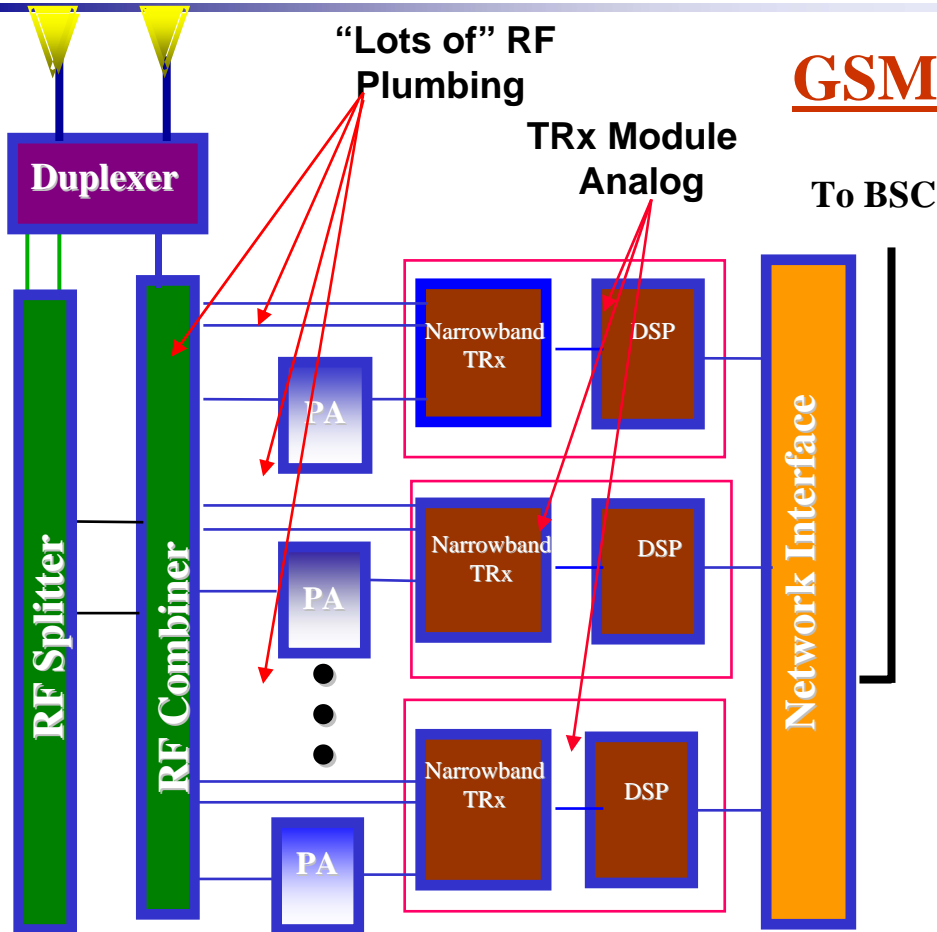 “Lots of” RF
Plumbing
GSM
TRx Module
Analog
To BSC
Duplexer
Narrowband
TRx
DSP
PA
Narrowband
TRx
DSP
PA
Narrowband
TRx
DSP
PA
RF Splitter
RF Combiner
Network Interface